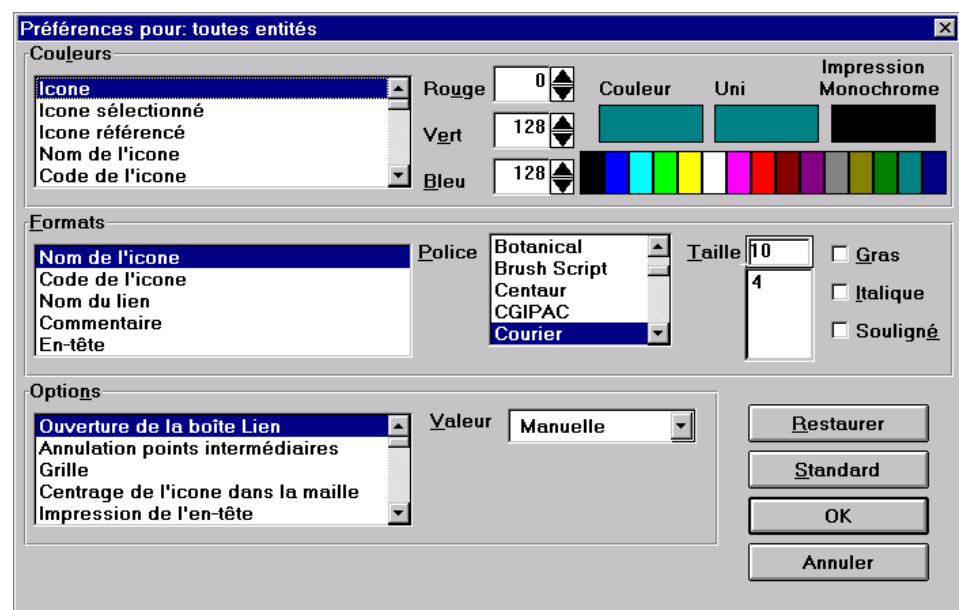 Préférences pour: toutes entités
Couleurs
Icone
Icone sélectionné
Icone référencé
Nom de l'icone
Code de l'icone
Rouge 0
Vert 128
Bleu 128
Couleur
Uni
Impression
Monochrome
Formats
Nom de l'icone
Code de l'icone
Nom du lien
Commentaire
En-tête
Police
Botanical
Brush Script
Centaur
CGIPAC
Courier
Taille 10
4
Gras
Italique
Souligné
Options
Ouverture de la boîte Lien
Annulation points intermédiaires
Grille
Centrage de l'icone dans la maille
Impression de l'en-tête
Valeur Manuelle
Restaurer
Standard
OK
Annuler